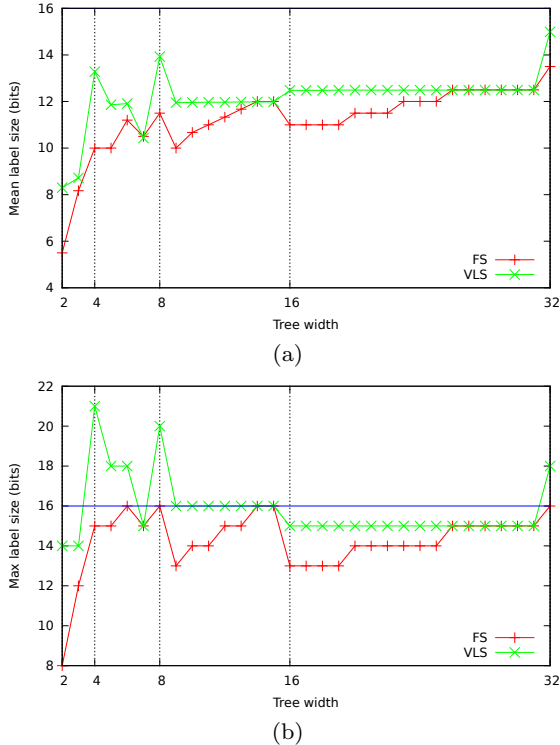 16
14
12
10
8
6
4
Mean label size (bits)
FS
VLS
2 4 8 16 32
Tree width
(a)
22
20
18
16
14
12
10
8
Max label size (bits)
FS
VLS
2 4 8 16 32
Tree width
(b)